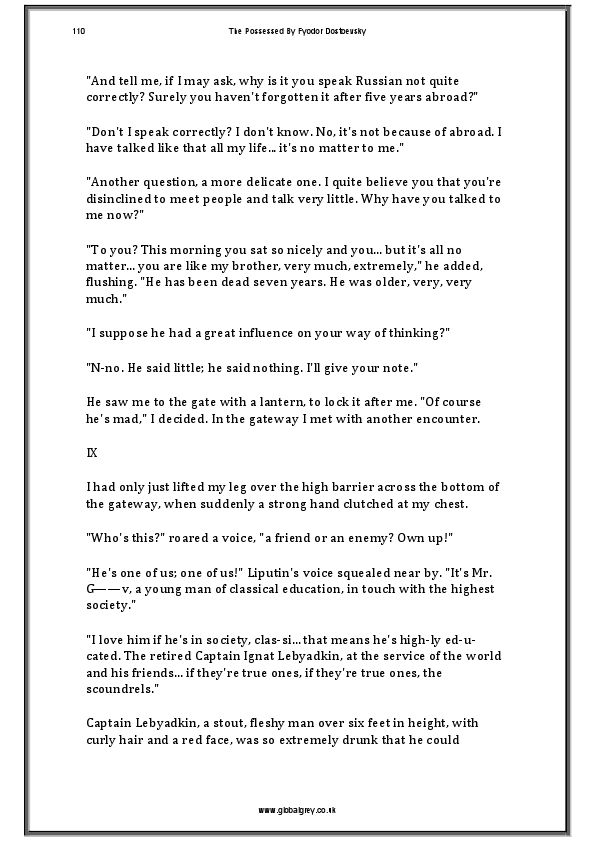 110
The Possessed By Fyodor Dostoevsky
"And tell me, if I may ask, why is it you speak Russian not quite
correctly? Surely you haven't forgotten it after five years abroad?"
"Don't I speak correctly? I don't know. No, it's not because of abroad. I
have talked like that all my life... it's no matter to me."
"Another question, a more delicate one. I quite believe you that you're
disinclined to meet people and talk very little. Why have you talked to
me now?"
"To you? This morning you sat so nicely and you... but it's all no
matter... you are like my brother, very much, extremely," he added,
flushing. "He has been dead seven years. He was older, very, very
much."
"I suppose he had a great influence on your way of thinking?"
"N-no. He said little; he said nothing. I'll give your note."
He saw me to the gate with a lantern, to lock it after me. "Of course
he's mad," I decided. In the gateway I met with another encounter.
IX
I had only just lifted my leg over the high barrier across the bottom of
the gateway, when suddenly a strong hand clutched at my chest.
"Who's this?" roared a voice, "a friend or an enemy? Own up!"
"He's one of us; one of us!" Liputin's voice squealed near by. "It's Mr.
G——v, a young man of classical education, in touch with the highest
society."
"I love him if he's in society, clas-si... that means he's high-ly ed-u-
cated. The retired Captain Ignat Lebyadkin, at the service of the world
and his friends... if they're true ones, if they're true ones, the
scoundrels."
Captain Lebyadkin, a stout, fleshy man over six feet in height, with
curly hair and a red face, was so extremely drunk that he could
www.globalgrey.co.uk